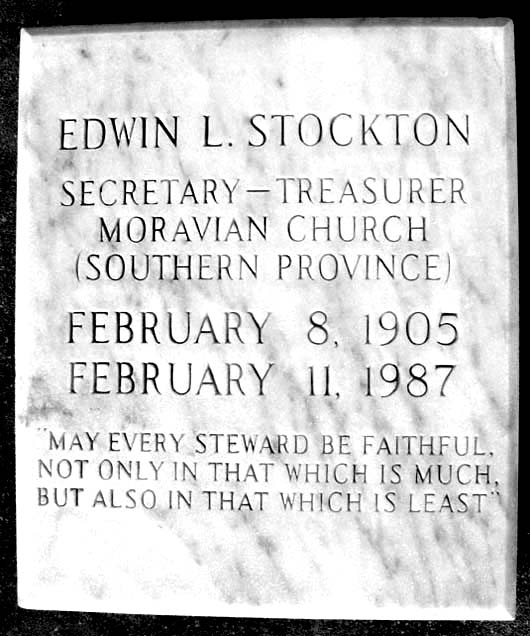 EDWIN L. STOCKTON
SECRETARY–TREASURER
MORAVIAN CHURCH
(SOUTHERN PROVINCE)
FEBRUARY 8, 1905
FEBRUARY 11, 1987
"MAY EVERY STEWARD BE FAITHFUL,
NOT ONLY IN THAT WHICH IS MUCH,
BUT ALSO IN THAT WHICH IS LEAST"